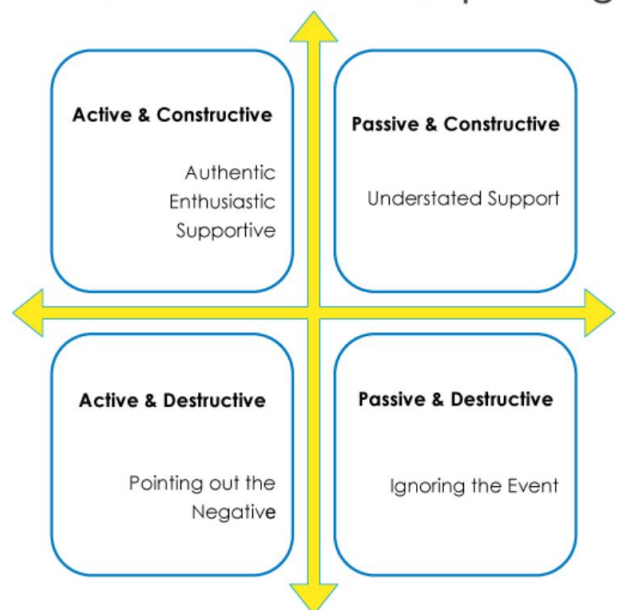 Active & Constructive
Authentic
Enthusiastic
Supportive
Passive & Constructive
Understated Support
Active & Destructive
Pointing out the
Negative
Passive & Destructive
Ignoring the Event